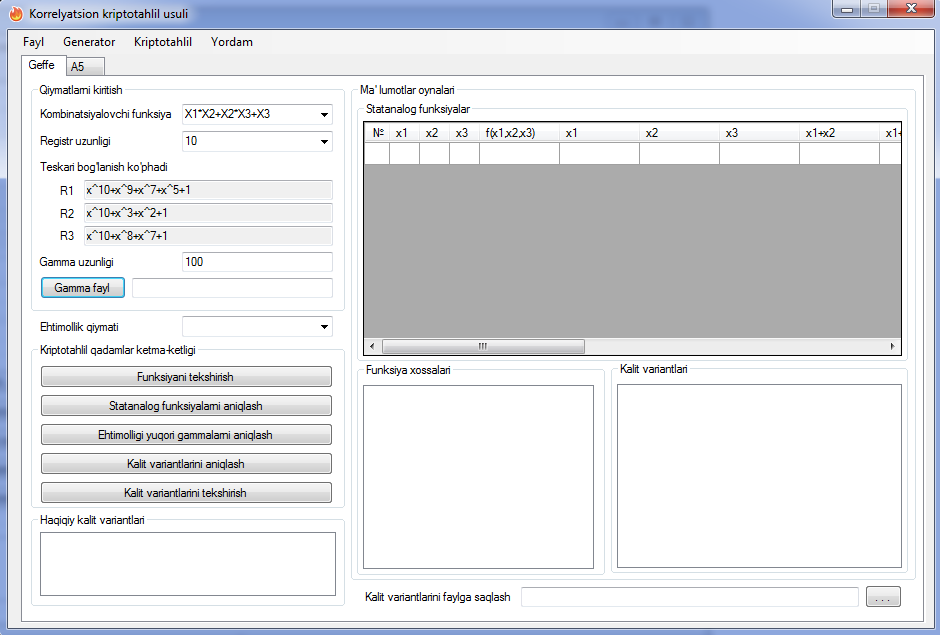 Korrelyatsion kriptotahlil usuli
Fayl Generator Kriptotahlil Yordam
Geffe A5
Qiymatlarni kiritish
Kombinatsiyalovchi funksiya X1*X2+X2*X3+X3
Registr uzunligi 10
Teskari bog'lanish ko'phadi
R1 x^10+x^9+x^7+x^5+1
R2 x^10+x^3+x^2+1
R3 x^10+x^8+x^7+1
Gamma uzunligi 100
Gamma fayl
Ehtimollik qiymati
Kriptotahlil qadamlar ketma-ketligi
Funksiyani tekshirish
Statanalog funksiyalarni aniqlash
Ehtimolligi yuqori gammalarni aniqlash
Kalit variantlarini aniqlash
Kalit variantlarini tekshirish
Haqiqiy kalit variantlari
Ma'lumotlar oynalari
Statanalog funksiyalar
№ x1 x2 x3 f(x1,x2,x3) x1 x2 x3 x1+x2 x1+
Funksiya xossalari
Kalit variantlari
Kalit variantlarini faylga saqlash ...